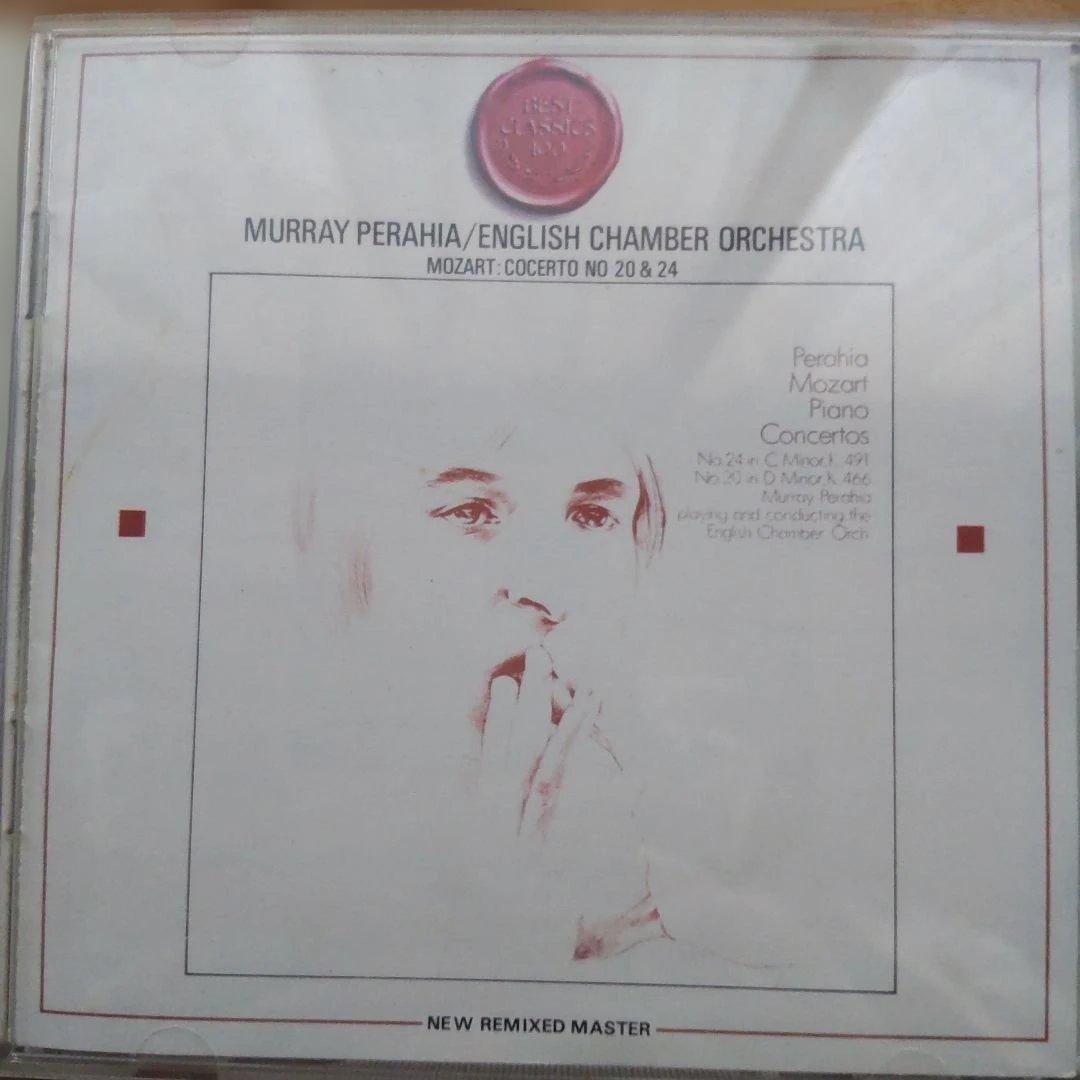 BEST
CLASSICS
100
MURRAY PERAHIA/ENGLISH CHAMBER ORCHESTRA
MOZART: COCERTO NO 20 & 24
Perahia
Mozart
Piano
Concertos
No. 24 in C Minor, K. 491
No. 20 in D Minor, K. 466
Murray Perahia
playing and conducting the
English Chamber Orch
NEW REMIXED MASTER